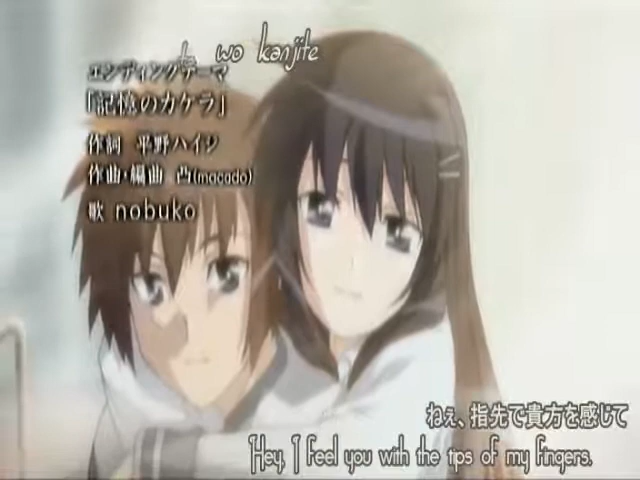 wo kanjite
エンディングテーマ
「記憶のカケラ」
作詞 平野ハイジ
作曲・編曲 凸(macado)
歌 nobuko
ねぇ、指先で貴方を感じて
Hey, I feel you with the tips of my fingers.